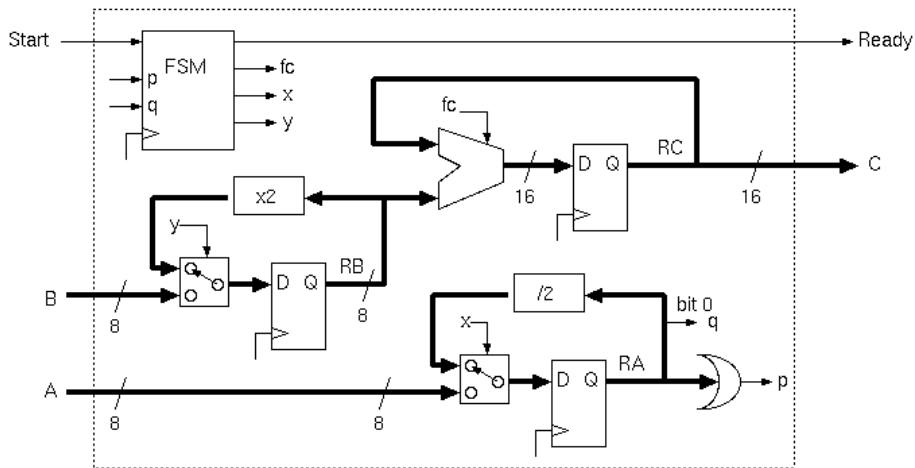 Start
Ready
FSM
p
q
fc
x
y
fc
D Q
RC
16
16
C
x2
y
D Q
RB
8
B
8
/2
bit 0
q
x
D Q
RA
p
A
8
8